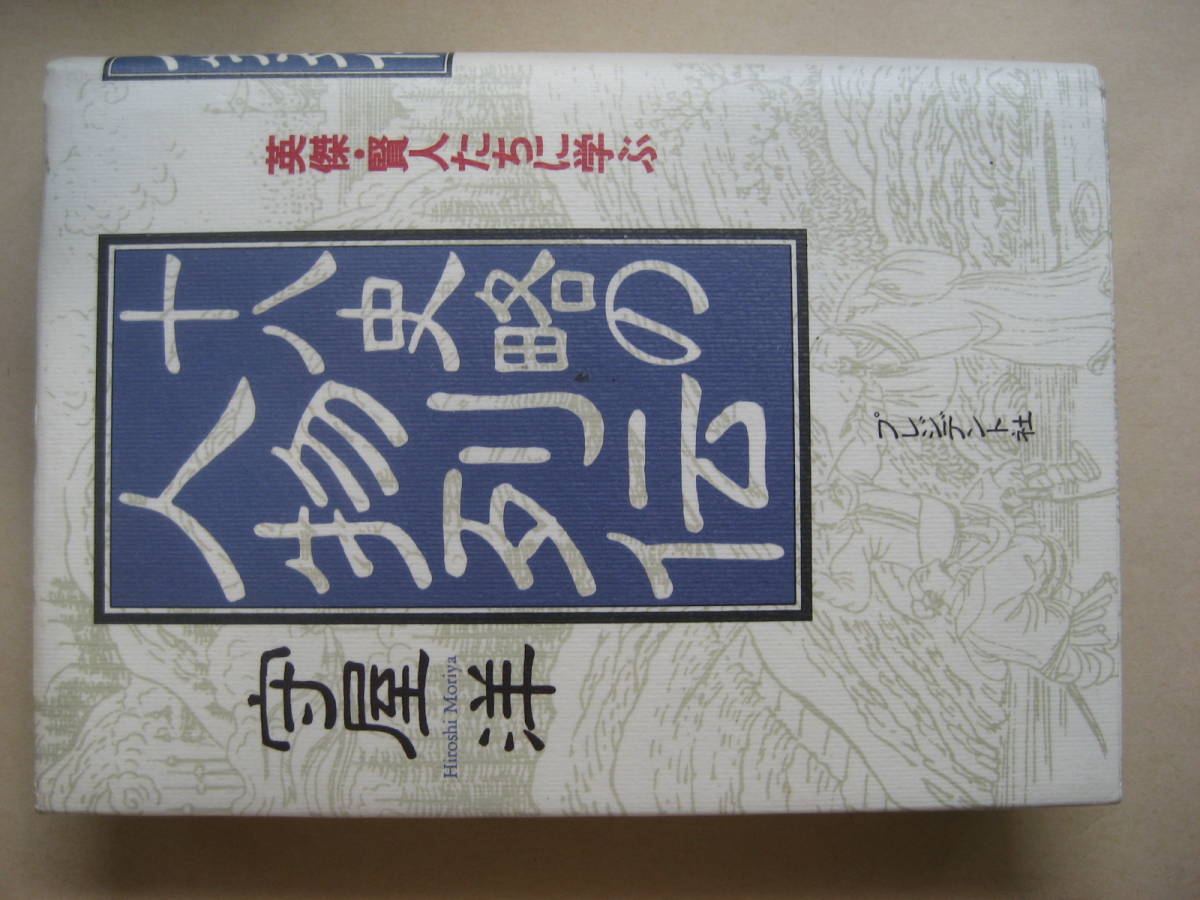 英傑・賢人たちに学ぶ
十八史略の
人物列伝
守屋洋
Hiroshi Moriya
プレジデント社